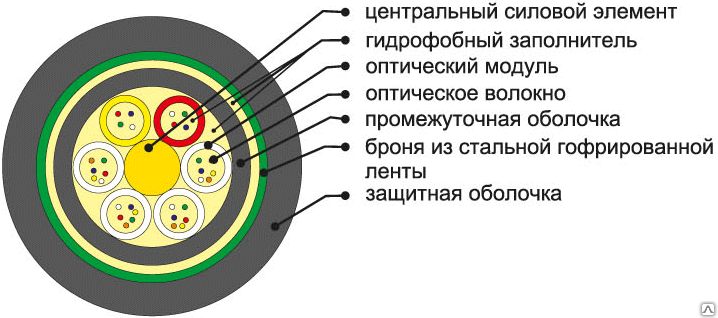 центральный силовой элемент
гидрофобный заполнитель
оптический модуль
оптическое волокно
промежуточная оболочка
броня из стальной гофрированной
ленты
защитная оболочка